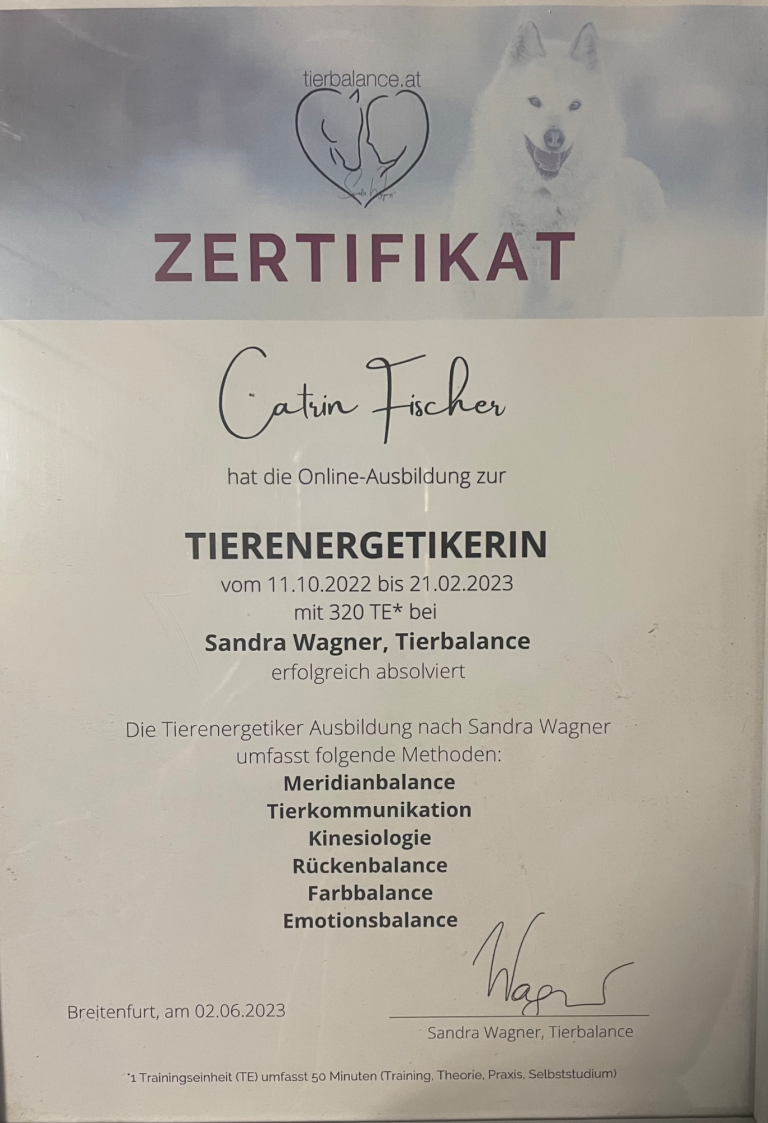 tierbalance.at
ZERTIFIKAT
Catrin Fischer
hat die Online-Ausbildung zur
TIERENERGETIKERIN
vom 11.10.2022 bis 21.02.2023
mit 320 TE* bei
Sandra Wagner, Tierbalance
erfolgreich absolviert
Die Tierenergetiker Ausbildung nach Sandra Wagner
umfasst folgende Methoden:
Meridianbalance
Tierkommunikation
Kinesiologie
Rückenbalance
Farbbalance
Emotionsbalance
Wagner
Breitenfurt, am 02.06.2023
Sandra Wagner, Tierbalance
*1 Trainingseinheit (TE) umfasst 50 Minuten (Training, Theorie, Praxis, Selbststudium)